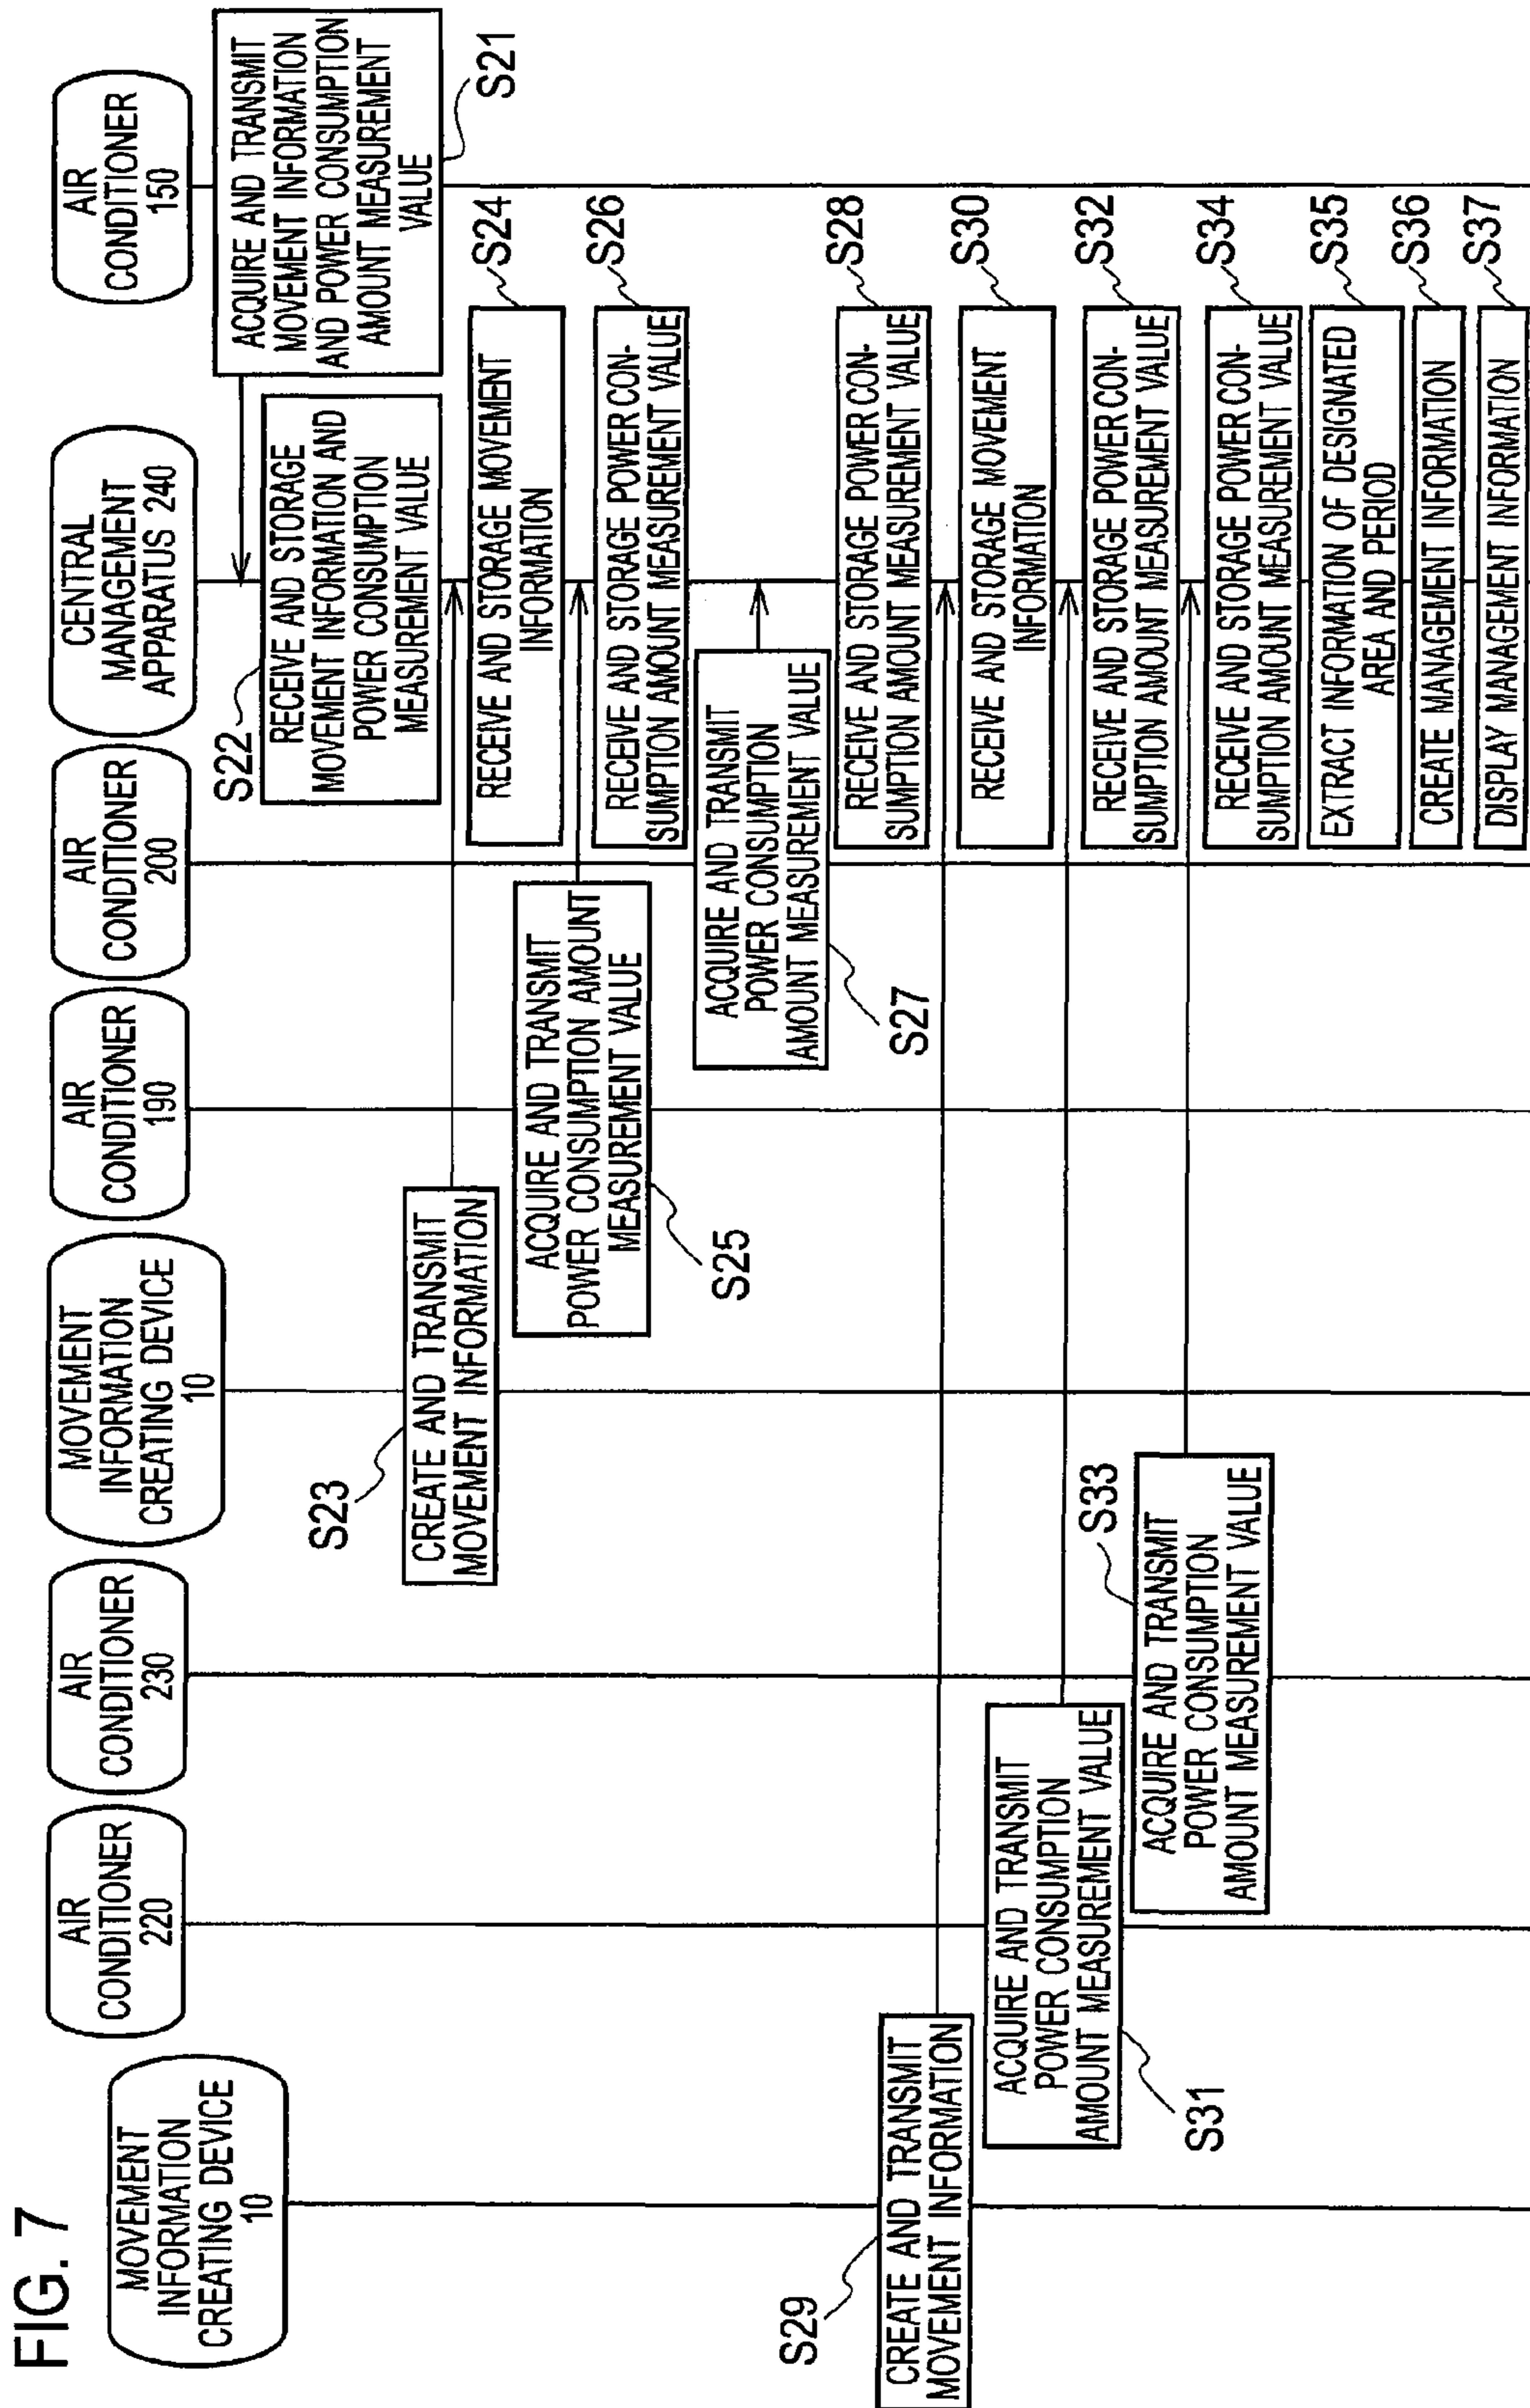 FIG. 7
MOVEMENT
INFORMATION
CREATING DEVICE
10
AIR
CONDITIONER
220
AIR
CONDITIONER
230
MOVEMENT
INFORMATION
CREATING DEVICE
10
AIR
CONDITIONER
190
AIR
CONDITIONER
200
CENTRAL
MANAGEMENT
APPARATUS 240
AIR
CONDITIONER
150
ACQUIRE AND TRANSMIT
MOVEMENT INFORMATION
AND POWER CONSUMPTION
AMOUNT MEASUREMENT
VALUE
S21
S22
RECEIVE AND STORAGE
MOVEMENT INFORMATION AND
POWER CONSUMPTION
MEASUREMENT VALUE
S23
CREATE AND TRANSMIT
MOVEMENT INFORMATION
RECEIVE AND STORAGE MOVEMENT
INFORMATION
S24
ACQUIRE AND TRANSMIT
POWER CONSUMPTION AMOUNT
MEASUREMENT VALUE
S25
RECEIVE AND STORAGE POWER CON-
SUMPTION AMOUNT MEASUREMENT VALUE
S26
ACQUIRE AND TRANSMIT
POWER CONSUMPTION
AMOUNT MEASUREMENT VALUE
S27
RECEIVE AND STORAGE POWER CON-
SUMPTION AMOUNT MEASUREMENT VALUE
S28
S29
CREATE AND TRANSMIT
MOVEMENT INFORMATION
RECEIVE AND STORAGE MOVEMENT
INFORMATION
S30
ACQUIRE AND TRANSMIT
POWER CONSUMPTION
AMOUNT MEASUREMENT VALUE
S31
RECEIVE AND STORAGE POWER CON-
SUMPTION AMOUNT MEASUREMENT VALUE
S32
S33
ACQUIRE AND TRANSMIT
POWER CONSUMPTION
AMOUNT MEASUREMENT VALUE
RECEIVE AND STORAGE POWER CON-
SUMPTION AMOUNT MEASUREMENT VALUE
S34
EXTRACT INFORMATION OF DESIGNATED
AREA AND PERIOD
S35
CREATE MANAGEMENT INFORMATION
S36
DISPLAY MANAGEMENT INFORMATION
S37